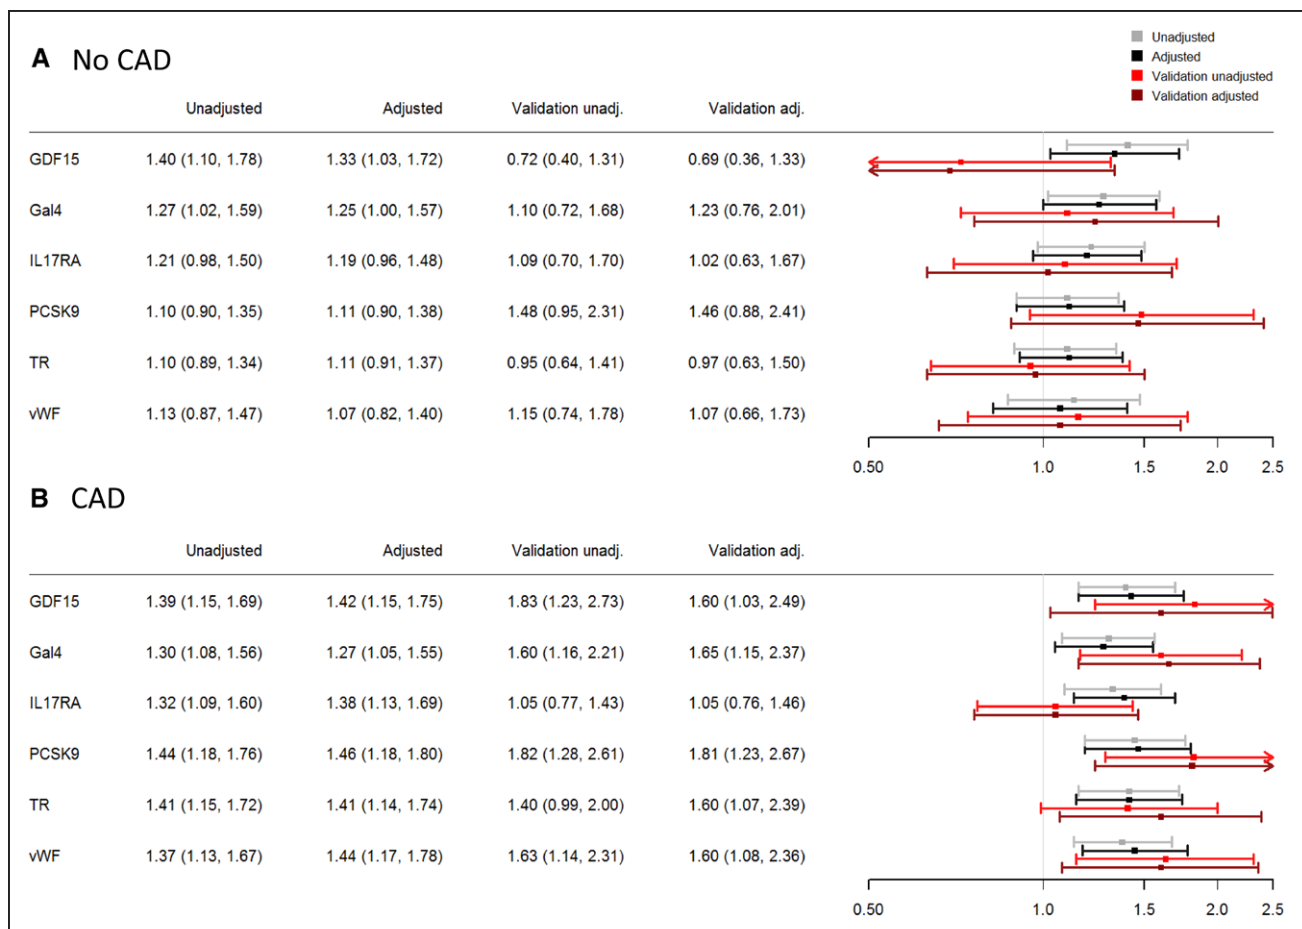 Unadjusted
Adjusted
Validation unadjusted
Validation adjusted
A No CAD
Unadjusted Adjusted Validation unadj. Validation adj.
GDF15 1.40 (1.10, 1.78) 1.33 (1.03, 1.72) 0.72 (0.40, 1.31) 0.69 (0.36, 1.33)
Gal4 1.27 (1.02, 1.59) 1.25 (1.00, 1.57) 1.10 (0.72, 1.68) 1.23 (0.76, 2.01)
IL17RA 1.21 (0.98, 1.50) 1.19 (0.96, 1.48) 1.09 (0.70, 1.70) 1.02 (0.63, 1.67)
PCSK9 1.10 (0.90, 1.35) 1.11 (0.90, 1.38) 1.48 (0.95, 2.31) 1.46 (0.88, 2.41)
TR 1.10 (0.89, 1.34) 1.11 (0.91, 1.37) 0.95 (0.64, 1.41) 0.97 (0.63, 1.50)
vWF 1.13 (0.87, 1.47) 1.07 (0.82, 1.40) 1.15 (0.74, 1.78) 1.07 (0.66, 1.73)
0.50 1.0 1.5 2.0 2.5
B CAD
Unadjusted Adjusted Validation unadj. Validation adj.
GDF15 1.39 (1.15, 1.69) 1.42 (1.15, 1.75) 1.83 (1.23, 2.73) 1.60 (1.03, 2.49)
Gal4 1.30 (1.08, 1.56) 1.27 (1.05, 1.55) 1.60 (1.16, 2.21) 1.65 (1.15, 2.37)
IL17RA 1.32 (1.09, 1.60) 1.38 (1.13, 1.69) 1.05 (0.77, 1.43) 1.05 (0.76, 1.46)
PCSK9 1.44 (1.18, 1.76) 1.46 (1.18, 1.80) 1.82 (1.28, 2.61) 1.81 (1.23, 2.67)
TR 1.41 (1.15, 1.72) 1.41 (1.14, 1.74) 1.40 (0.99, 2.00) 1.60 (1.07, 2.39)
vWF 1.37 (1.13, 1.67) 1.44 (1.17, 1.78) 1.63 (1.14, 2.31) 1.60 (1.08, 2.36)
0.50 1.0 1.5 2.0 2.5